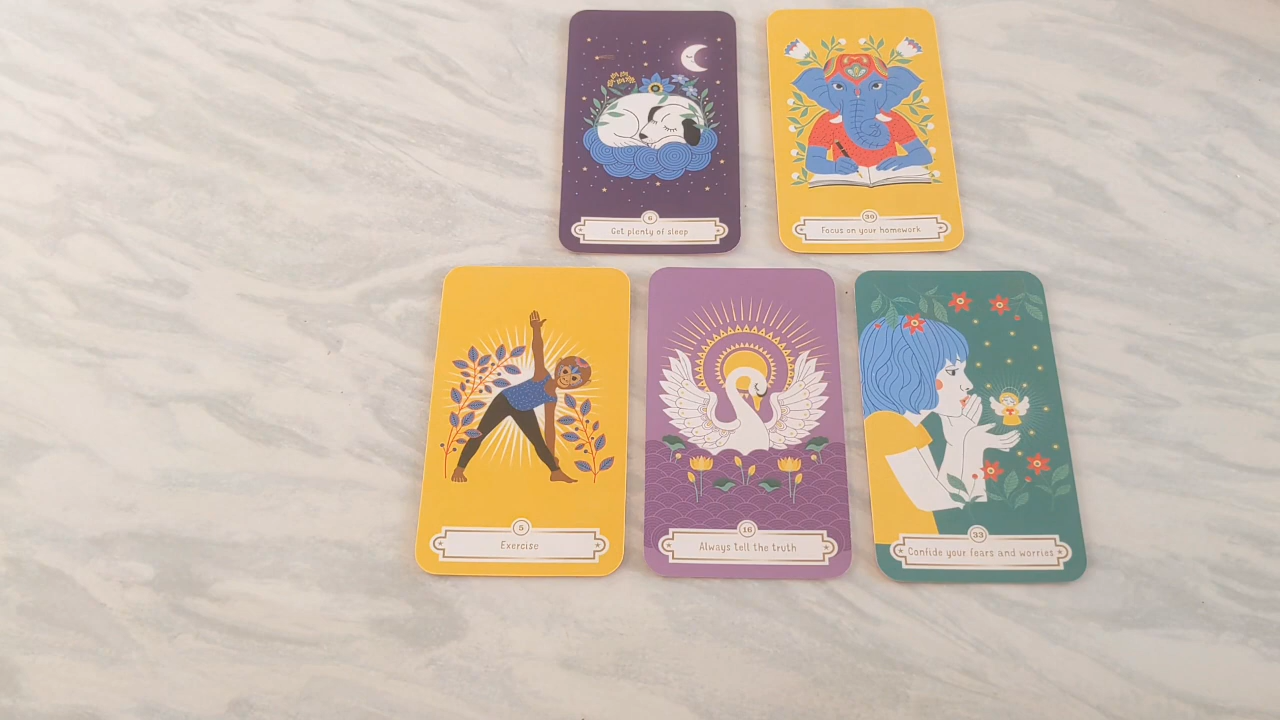 6
Get plenty of sleep
30
Focus on your homework
5
Exercise
16
Always tell the truth
33
Confide your fears and worries